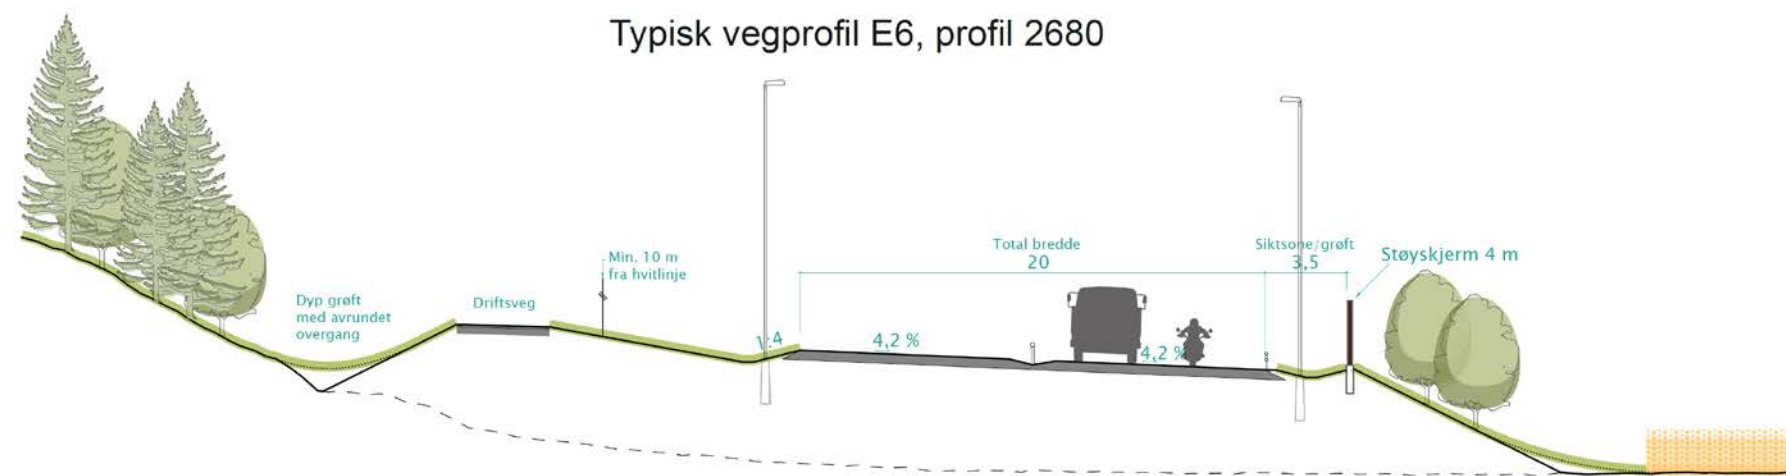 Typisk vegprofil E6, profil 2680
Dyp grøft
med avrundet
overgang
Driftsveg
Min. 10 m
fra hvitlinje
1:4
4,2 %
Total bredde
20
4,2 %
Siktsone/grøft
3,5
Støyskjerm 4 m